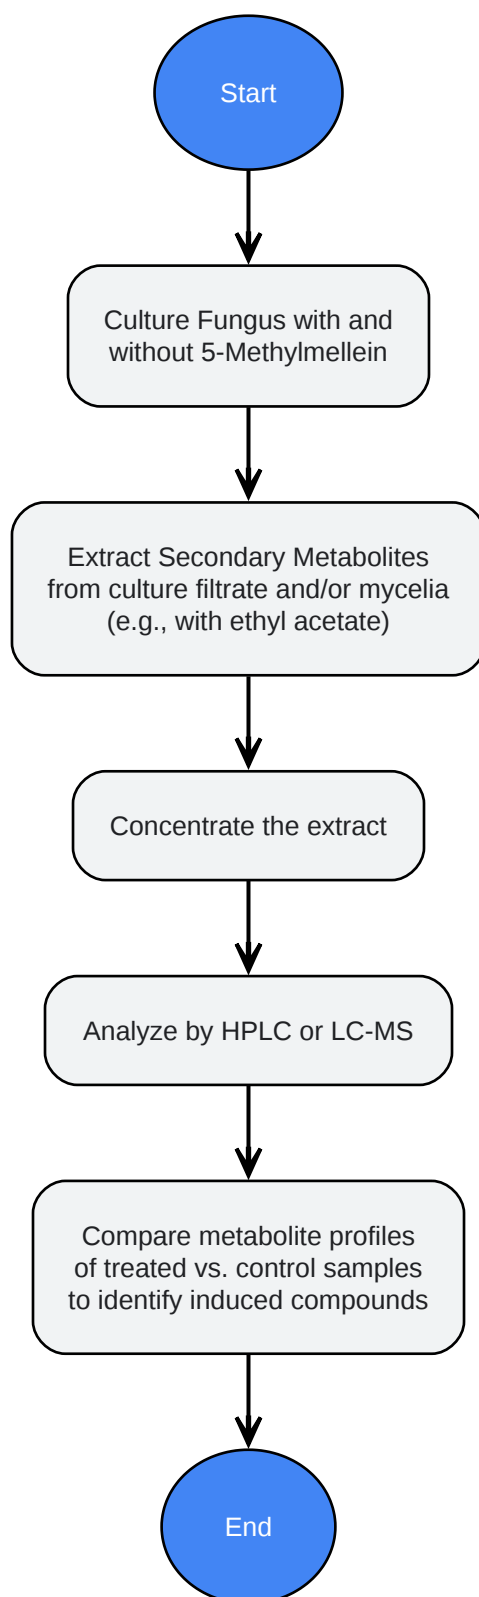 Start
Culture Fungus with and
without 5-Methylmellein
Extract Secondary Metabolites
from culture filtrate and/or mycelia
(e.g., with ethyl acetate)
Concentrate the extract
Analyze by HPLC or LC-MS
Compare metabolite profiles
of treated vs. control samples
to identify induced compounds
End